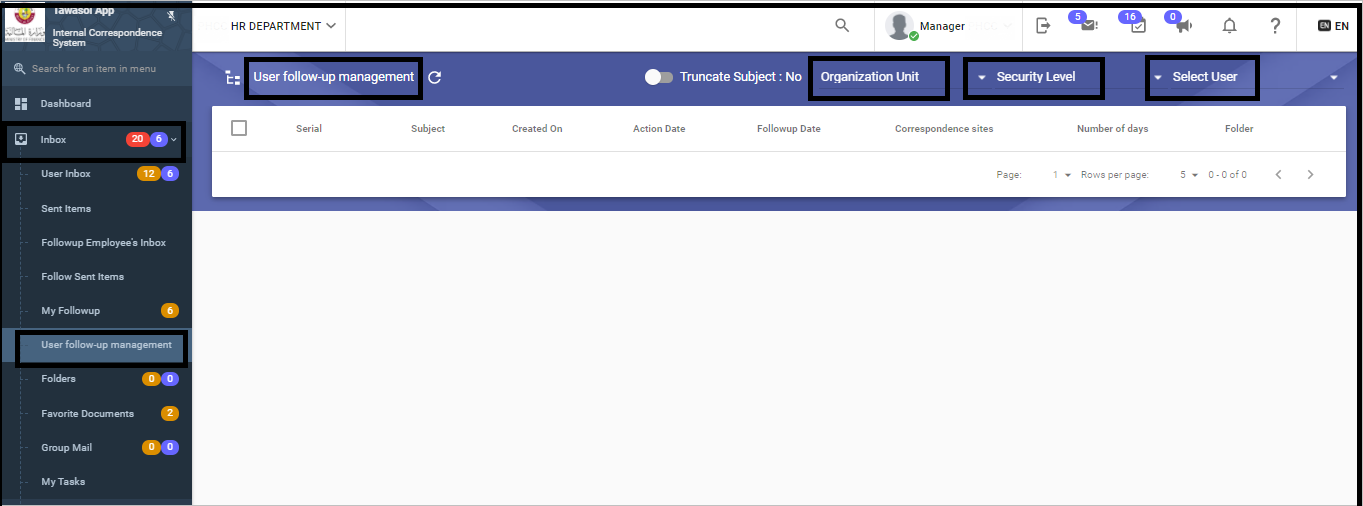 Tawasol App
Internal Correspondence
System
HR DEPARTMENT
Manager
5
16
0
?
EN EN
Search for an item in menu
Dashboard
Inbox 20 6
User Inbox 12 6
Sent Items
Followup Employee's Inbox
Follow Sent Items
My Followup 6
User follow-up management
Folders 0 0
Favorite Documents 2
Group Mail 0 0
My Tasks
User follow-up management
Truncate Subject : No
Organization Unit
Security Level
Select User
Serial Subject Created On Action Date Followup Date Correspondence sites Number of days Folder
Page: 1 Rows per page: 5 0 - 0 of 0